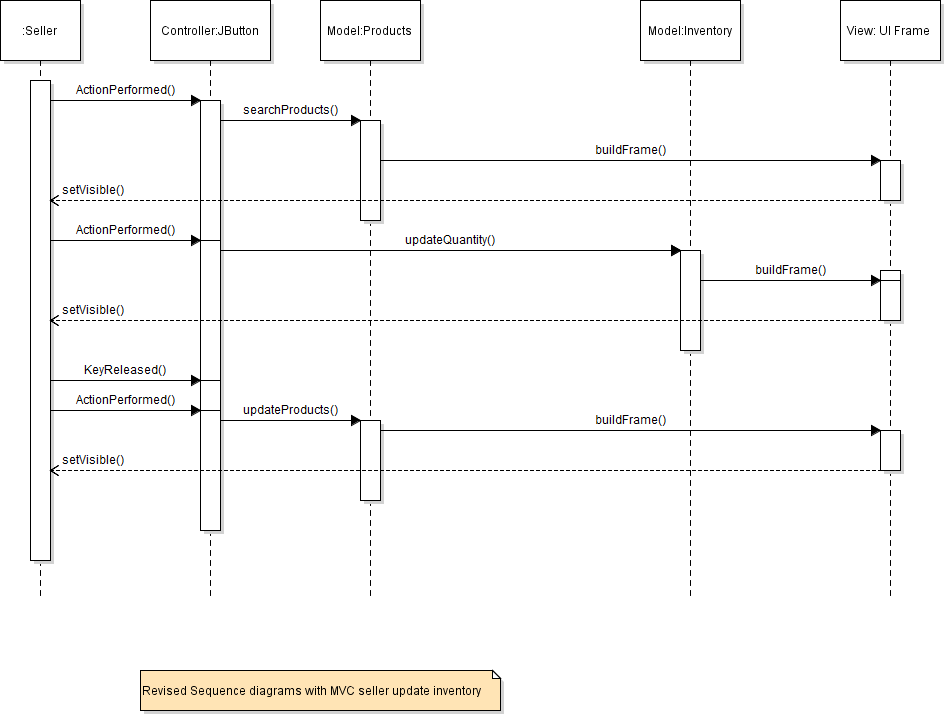 :Seller
Controller:JButton
Model:Products
Model:Inventory
View: UI Frame
ActionPerformed()
searchProducts()
buildFrame()
setVisible()
ActionPerformed()
updateQuantity()
buildFrame()
setVisible()
KeyReleased()
ActionPerformed()
updateProducts()
buildFrame()
setVisible()
Revised Sequence diagrams with MVC seller update inventory